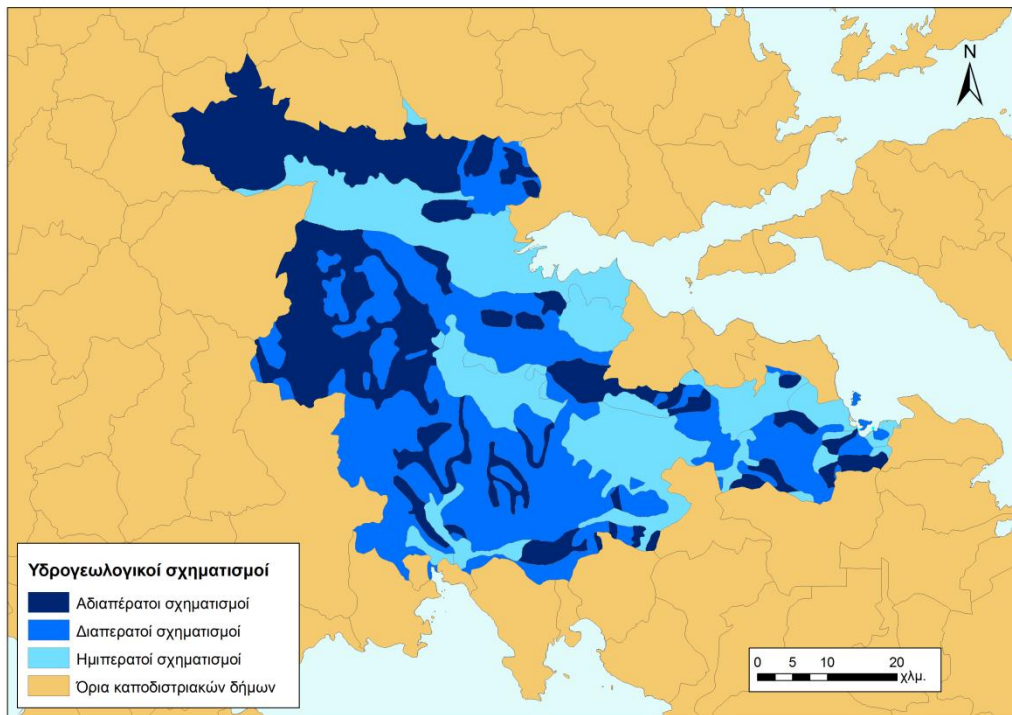 N
Υδρογεωλογικοί σχηματισμοί
Αδιαπέρατοι σχηματισμοί
Διαπερατοί σχηματισμοί
Ημιπερατοί σχηματισμοί
Όρια καποδιστριακών δήμων
0 5 10 20
χλμ.